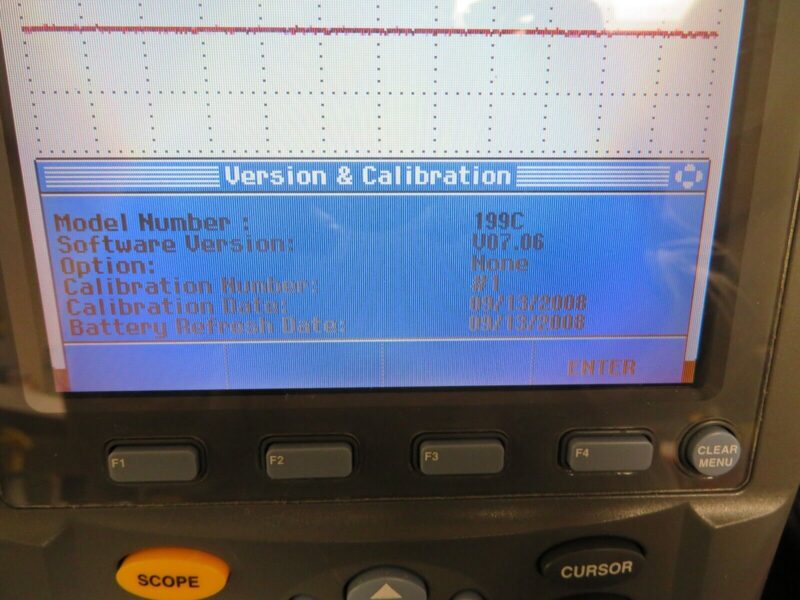 Version & Calibration
Model Number : 199C
Software Version: V07.06
Option: None
Calibration Number: #1
Calibration Date: 09/13/2008
Battery Refresh Date: 09/13/2008
ENTER
F1 F2 F3 F4 CLEAR
MENU
SCOPE CURSOR